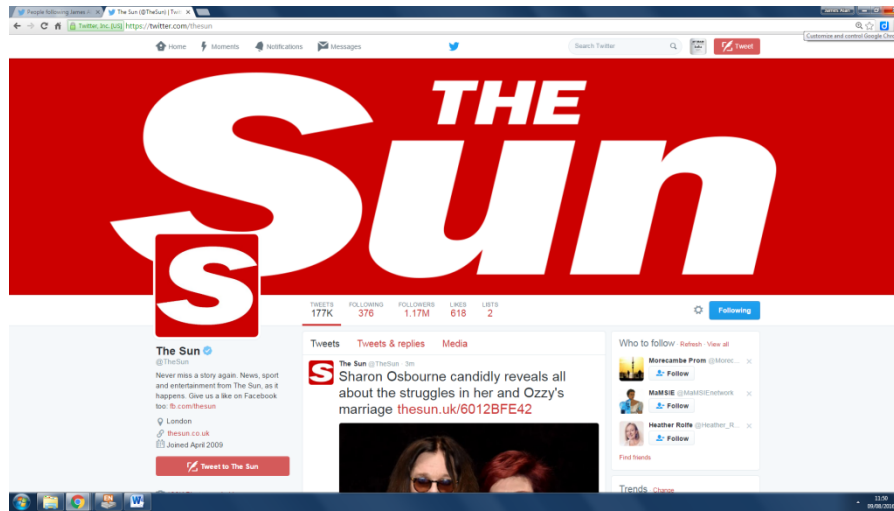 People following James
The Sun (@TheSun) | Twit
Twitter, Inc. [US] https://twitter.com/thesun
Customize and control Google Chro
Home Moments Notifications Messages Search Twitter Tweet
THE
Sun
S
TWEETS FOLLOWING FOLLOWERS LIKES LISTS
177K 376 1.17M 618 2
Following
The Sun
@TheSun
Never miss a story again. News, sport
and entertainment from The Sun, as it
happens. Give us a like on Facebook
too: fb.com/thesun
London
thesun.co.uk
Joined April 2009
Tweet to The Sun
Tweets Tweets & replies Media
S
The Sun @TheSun · 3m
Sharon Osbourne candidly reveals all
about the struggles in her and Ozzy's
marriage thesun.uk/6012BFE42
Who to follow · Refresh · View all
Morecambe Prom @Morec...
Follow
MaMSIE @MaMSIEnetwork
Follow
Heather Rolfe @Heather_R...
Follow
Find friends
Trends · Change
11:50